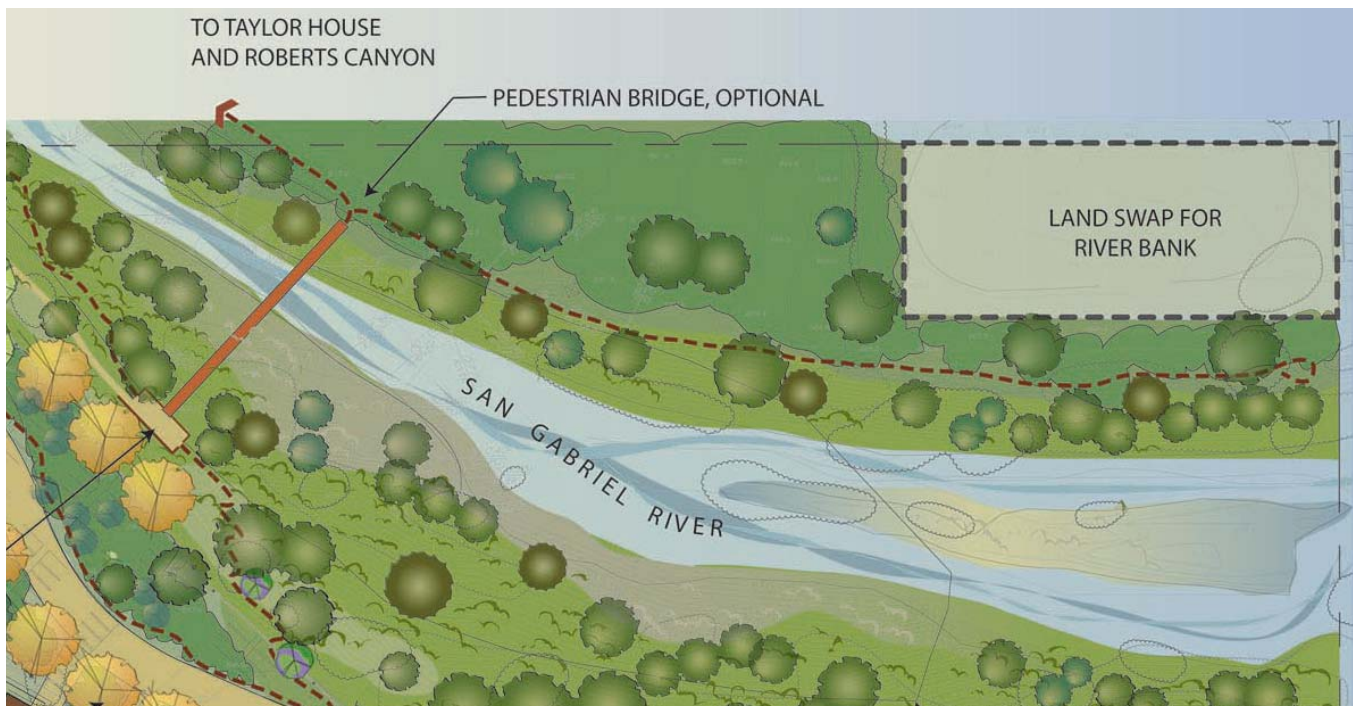 TO TAYLOR HOUSE
AND ROBERTS CANYON
PEDESTRIAN BRIDGE, OPTIONAL
LAND SWAP FOR
RIVER BANK
SAN GABRIEL RIVER